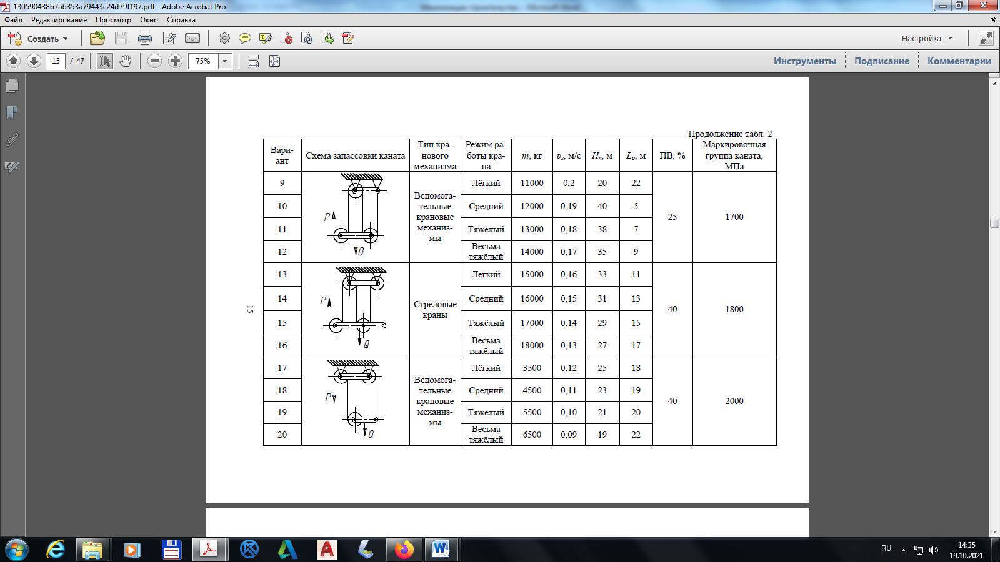 130590438b7ab353a79443c24d79f197.pdf - Adobe Acrobat Pro
Файл Редактирование Просмотр Окно Справка
Создать
Настройка
15 / 47
75%
Инструменты Подписание Комментарии
Продолжение табл. 2
Вари-
ант
Схема запассовки каната
Тип кра-
нового
механизма
Режим ра-
боты кра-
на
m, кг
vг, м/с
Hп, м
Lо, м
ПВ, %
Маркировочная
группа каната,
МПа
9 Лёгкий 11000 0,2 20 22
10 Средний 12000 0,19 40 5
11 Тяжёлый 13000 0,18 38 7
12 Весьма
тяжёлый 14000 0,17 35 9
P
Q
Вспомога-
тельные
крановые
механиз-
мы
25 1700
13 Лёгкий 15000 0,16 33 11
14 Средний 16000 0,15 31 13
15 Тяжёлый 17000 0,14 29 15
16 Весьма
тяжёлый 18000 0,13 27 17
P
Q
Стреловые
краны
40 1800
17 Лёгкий 3500 0,12 25 18
18 Средний 4500 0,11 23 19
19 Тяжёлый 5500 0,10 21 20
20 Весьма
тяжёлый 6500 0,09 19 22
P
Q
Вспомога-
тельные
крановые
механиз-
мы
40 2000
15
RU
14:35
19.10.2021